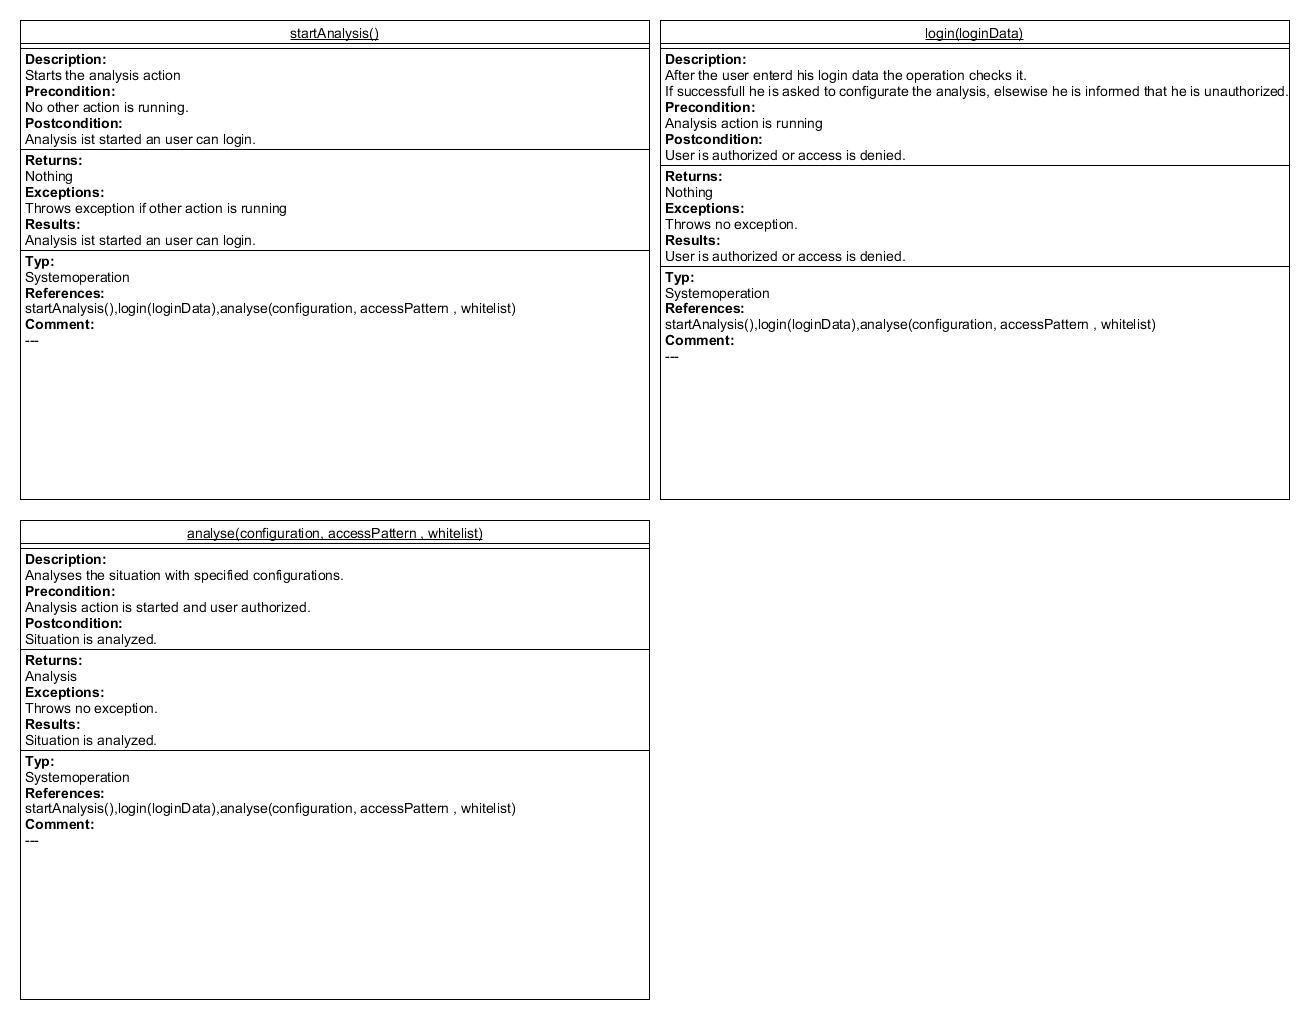 startAnalysis()
Description:
Starts the analysis action
Precondition:
No other action is running.
Postcondition:
Analysis ist started an user can login.
Returns:
Nothing
Exceptions:
Throws exception if other action is running
Results:
Analysis ist started an user can login.
Typ:
Systemoperation
References:
startAnalysis(),login(loginData),analyse(configuration, accessPattern , whitelist)
Comment:
---
login(loginData)
Description:
After the user enterd his login data the operation checks it.
If successfull he is asked to configurate the analysis, elsewise he is informed that he is unauthorized.
Precondition:
Analysis action is running
Postcondition:
User is authorized or access is denied.
Returns:
Nothing
Exceptions:
Throws no exception.
Results:
User is authorized or access is denied.
Typ:
Systemoperation
References:
startAnalysis(),login(loginData),analyse(configuration, accessPattern , whitelist)
Comment:
---
analyse(configuration, accessPattern , whitelist)
Description:
Analyses the situation with specified configurations.
Precondition:
Analysis action is started and user authorized.
Postcondition:
Situation is analyzed.
Returns:
Analysis
Exceptions:
Throws no exception.
Results:
Situation is analyzed.
Typ:
Systemoperation
References:
startAnalysis(),login(loginData),analyse(configuration, accessPattern , whitelist)
Comment:
---